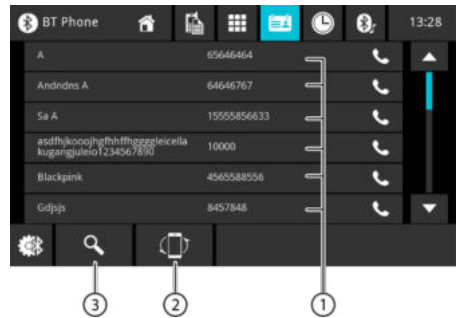 BT Phone 13:28
A 65646464
Andndns A 64646767
Sa A 15555856633
asdfhjkooojhgfhhffhggggleicella
kugangjuleio1234567890 10000
Blackpink 4565588556
Gdjsjs 8457848
3 2 1